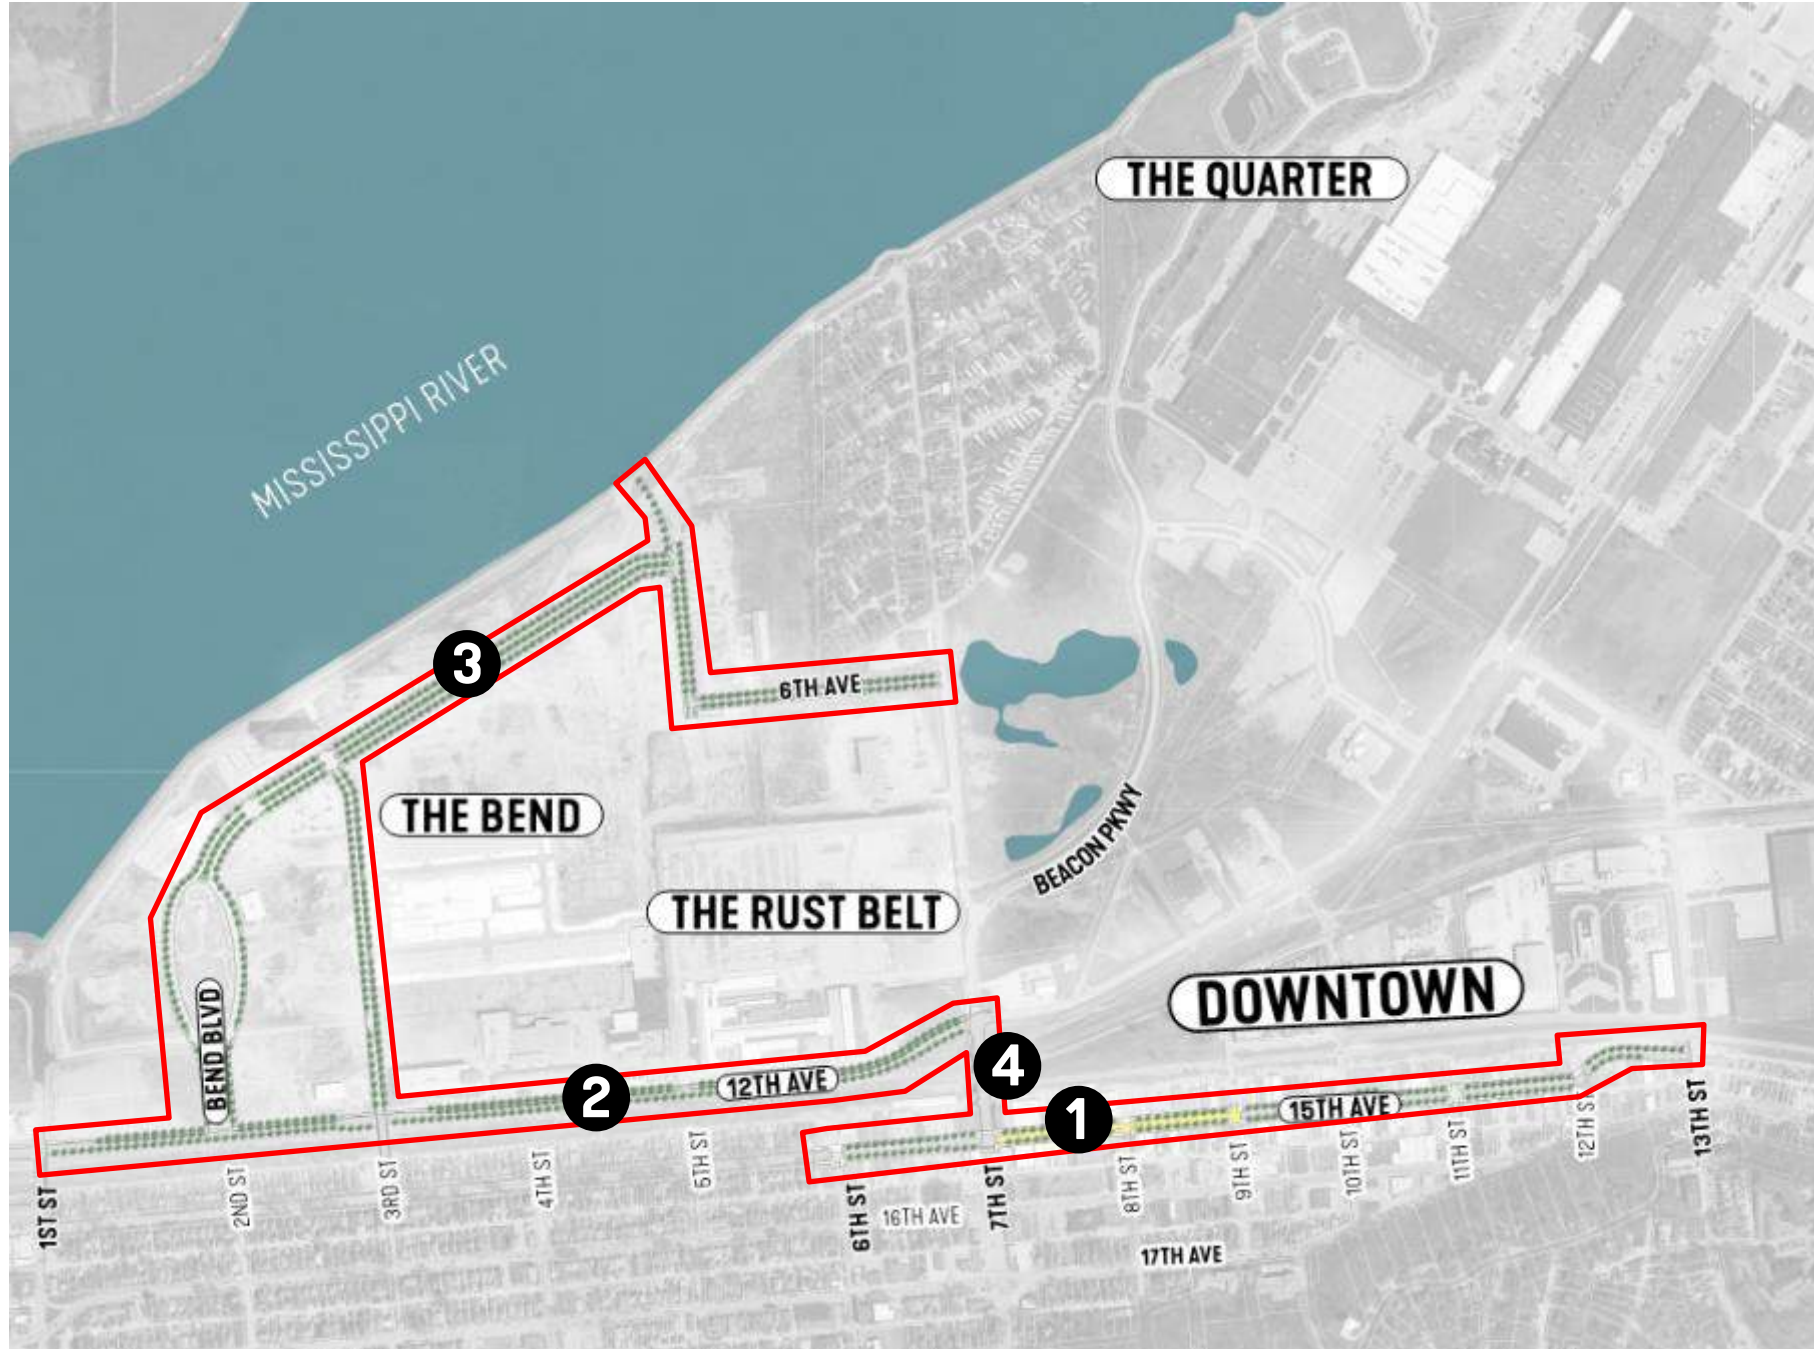 THE QUARTER
MISSISSIPPI RIVER
3
6TH AVE
THE BEND
BEACON PKWY
THE RUST BELT
DOWNTOWN
BEND BLVD
4
12TH AVE
2
1
15TH AVE
1ST ST
2ND ST
3RD ST
4TH ST
5TH ST
6TH ST
16TH AVE
7TH ST
8TH ST
9TH ST
10TH ST
11TH ST
12TH ST
13TH ST
17TH AVE